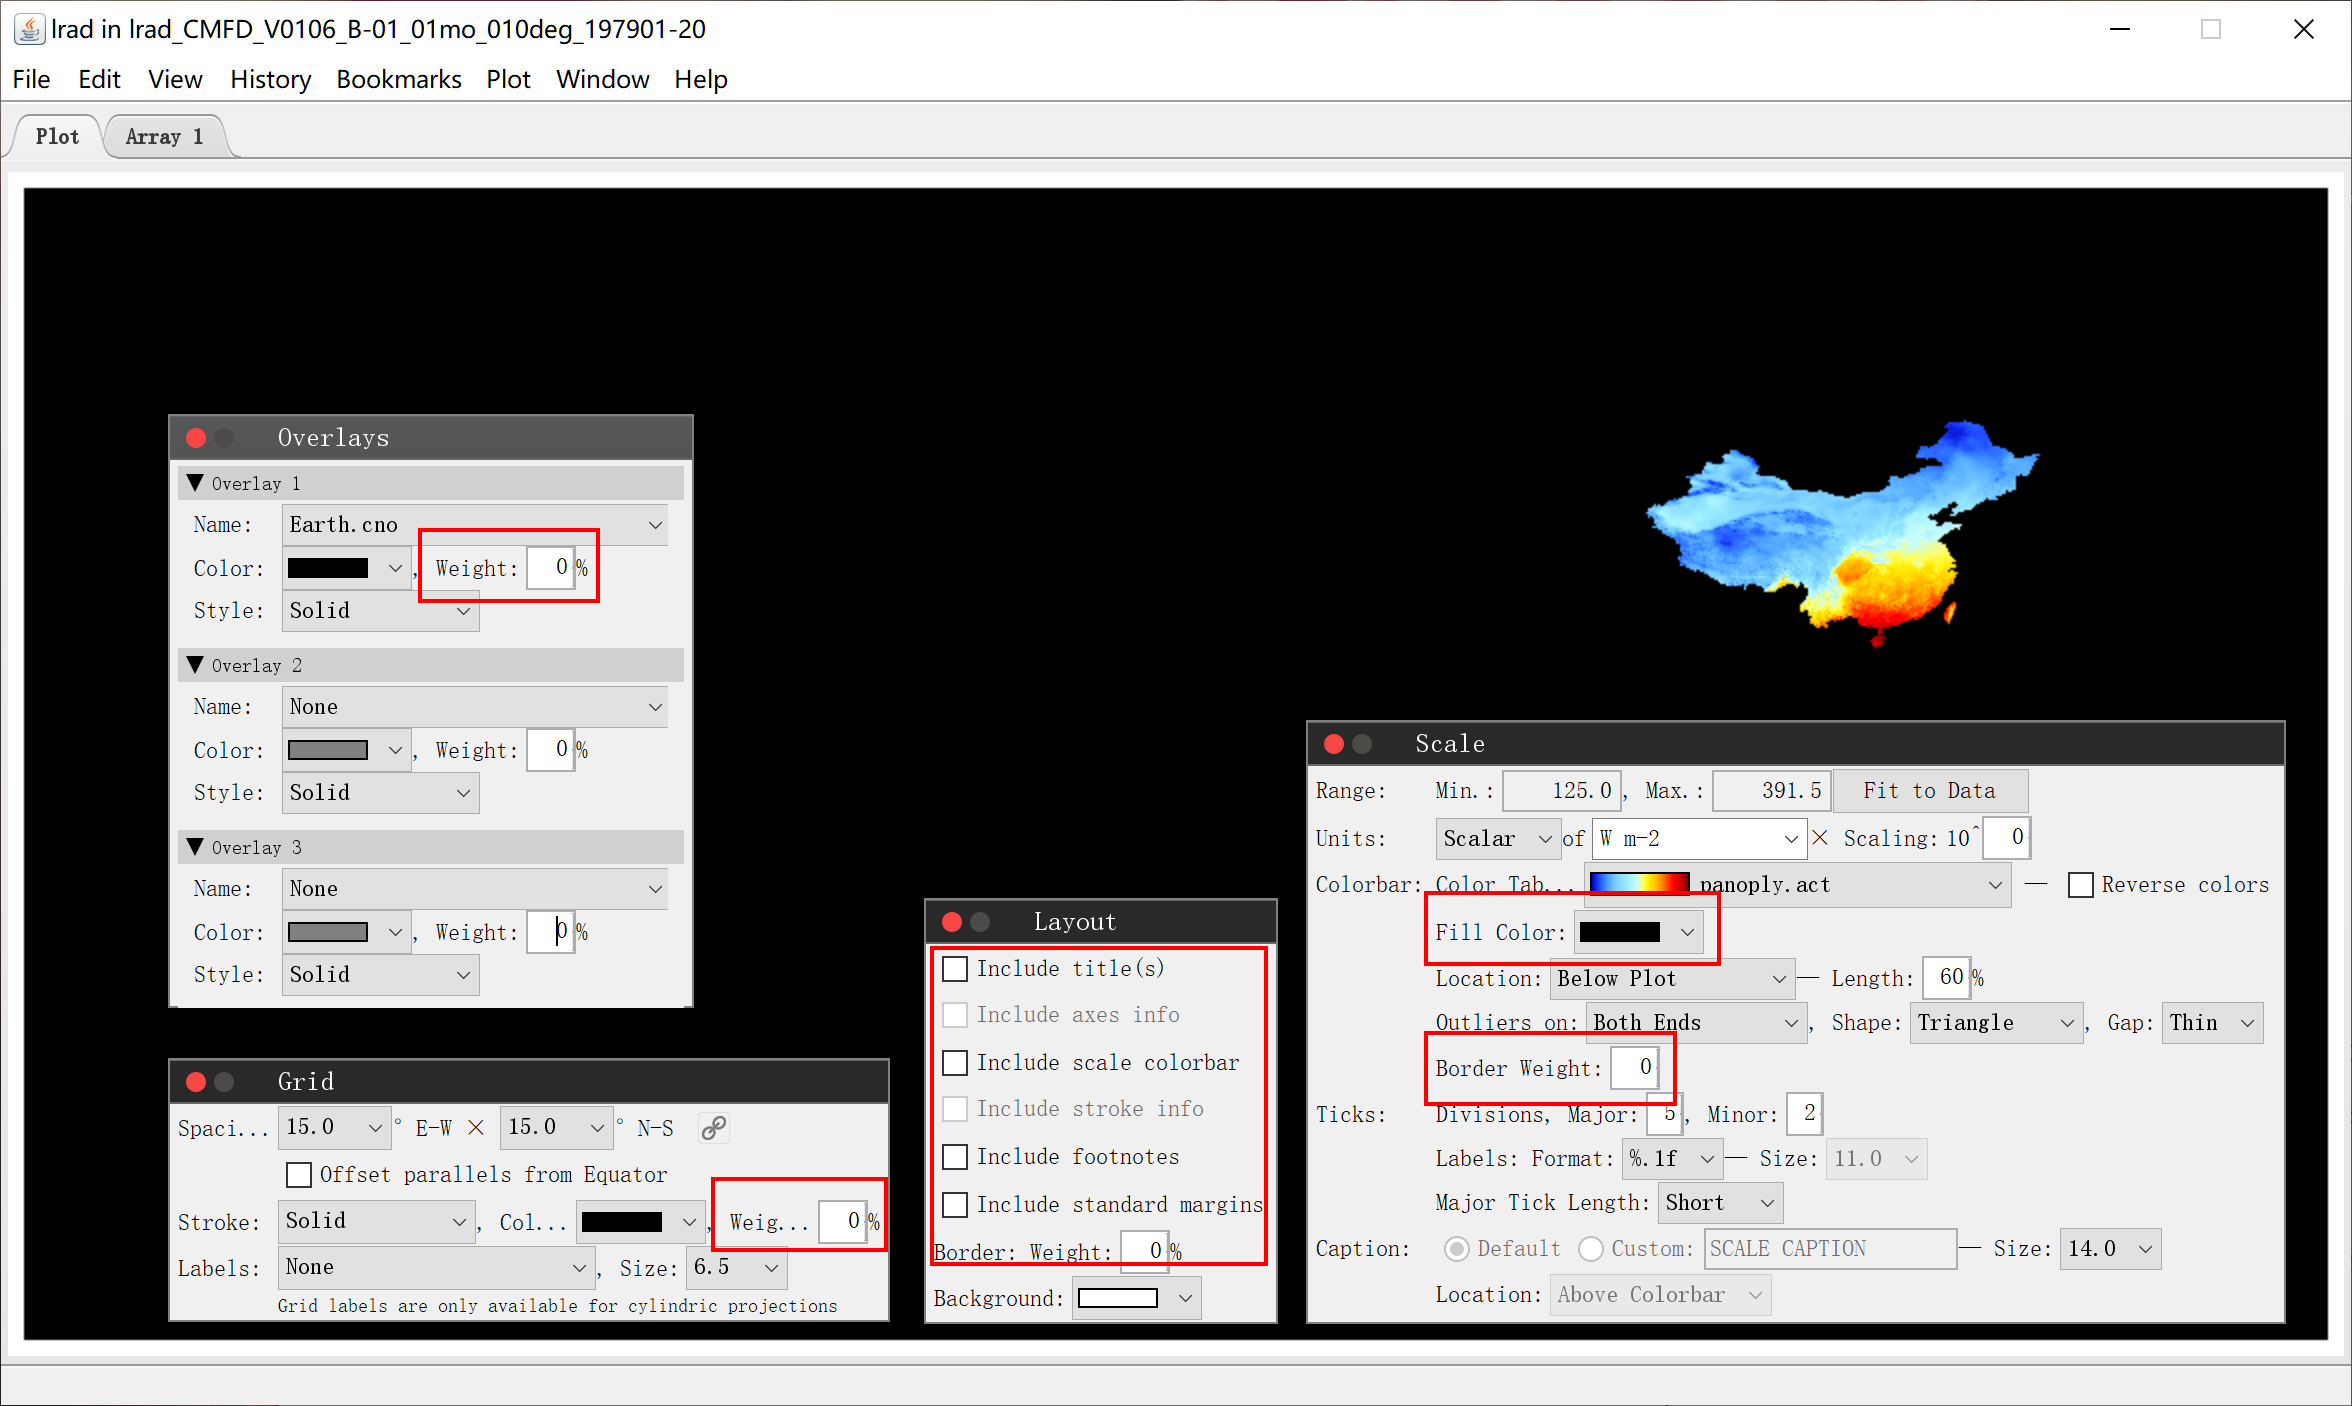 lrad in lrad_CMFD_V0106_B-01_01mo_010deg_197901-20
File Edit View History Bookmarks Plot Window Help
Plot Array 1
Overlays
Overlay 1
Name: Earth.cno
Color: , Weight: 0 %
Style: Solid
Overlay 2
Name: None
Color: , Weight: 0 %
Style: Solid
Overlay 3
Name: None
Color: , Weight: 0 %
Style: Solid
Grid
Spaci... 15.0 ° E-W × 15.0 ° N-S
Offset parallels from Equator
Stroke: Solid , Col... , Weig... 0 %
Labels: None , Size: 6.5
Grid labels are only available for cylindric projections
Layout
Include title(s)
Include axes info
Include scale colorbar
Include stroke info
Include footnotes
Include standard margins
Border: Weight: 0 %
Background:
Scale
Range: Min.: 125.0 , Max.: 391.5 Fit to Data
Units: Scalar of W m-2 × Scaling: 10^ 0
Colorbar: Color Tab... panoply.act — Reverse colors
Fill Color:
Location: Below Plot — Length: 60 %
Outliers on: Both Ends , Shape: Triangle , Gap: Thin
Border Weight: 0
Ticks: Divisions, Major: 5 , Minor: 2
Labels: Format: %.1f — Size: 11.0
Major Tick Length: Short
Caption: Default Custom: SCALE CAPTION — Size: 14.0
Location: Above Colorbar